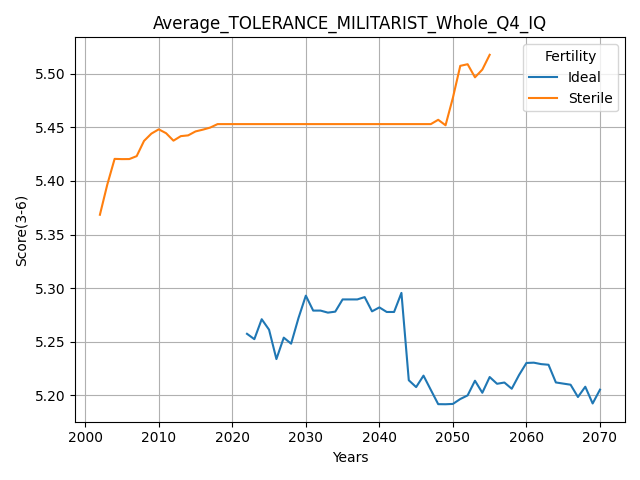 Average_TOLERANCE_MILITARIST_Whole_Q4_IQ
Fertility
Ideal
Sterile
Score(3-6)
5.50
5.45
5.40
5.35
5.30
5.25
5.20
2000 2010 2020 2030 2040 2050 2060 2070
Years